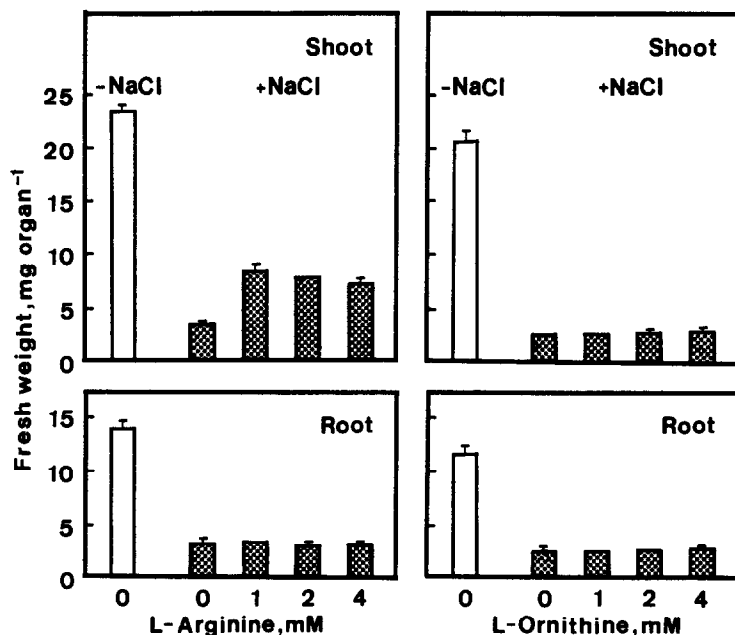 Shoot
Shoot
-NaCl
+NaCl
-NaCl
+NaCl
25
20
15
10
5
0
Fresh weight, mg organ⁻¹
Root
Root
15
10
5
0
0 0 1 2 4
0 0 1 2 4
L-Arginine, mM
L-Ornithine, mM